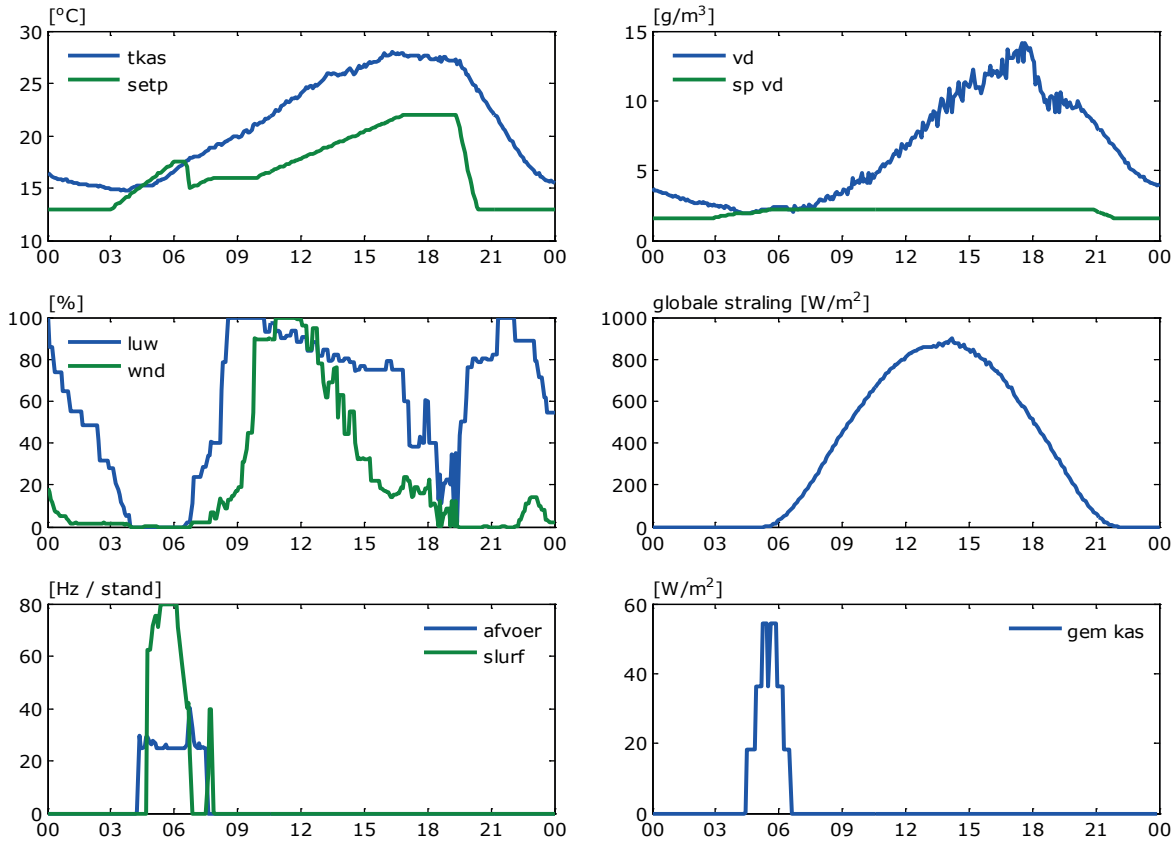 [°C]
30
25
20
15
10
tkas
setp
00 03 06 09 12 15 18 21 00
[g/m³]
15
10
5
0
vd
sp vd
00 03 06 09 12 15 18 21 00
[%]
100
80
60
40
20
0
luw
wnd
00 03 06 09 12 15 18 21 00
globale straling [W/m²]
1000
800
600
400
200
0
00 03 06 09 12 15 18 21 00
[Hz / stand]
80
60
40
20
0
afvoer
slurf
00 03 06 09 12 15 18 21 00
[W/m²]
60
40
20
0
gem kas
00 03 06 09 12 15 18 21 00